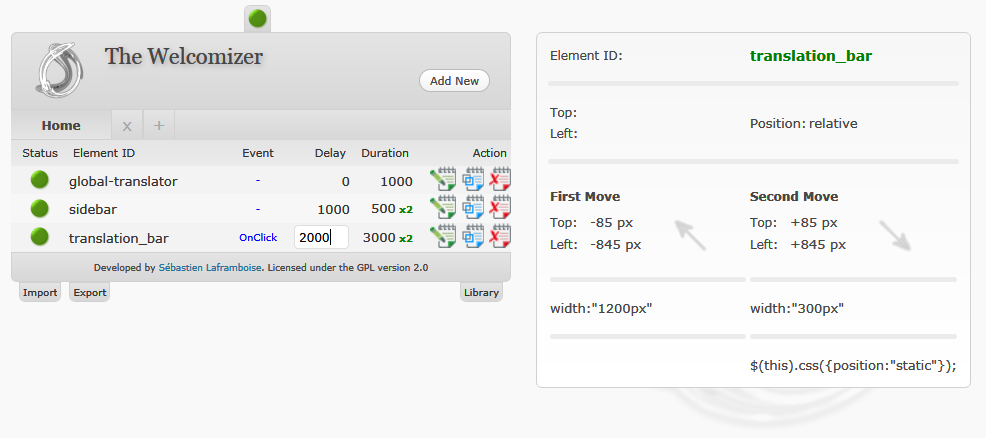 The Welcomizer
Add New
Home x +
Status Element ID Event Delay Duration Action
global-translator - 0 1000
sidebar - 1000 500 x2
translation_bar OnClick 2000 3000 x2
Developed by Sébastien Laframboise. Licensed under the GPL version 2.0
Import Export Library
Element ID: translation_bar
Top:
Left:
Position: relative
First Move Second Move
Top: -85 px Top: +85 px
Left: -845 px Left: +845 px
width:"1200px" width:"300px"
$(this).css({position:"static"});